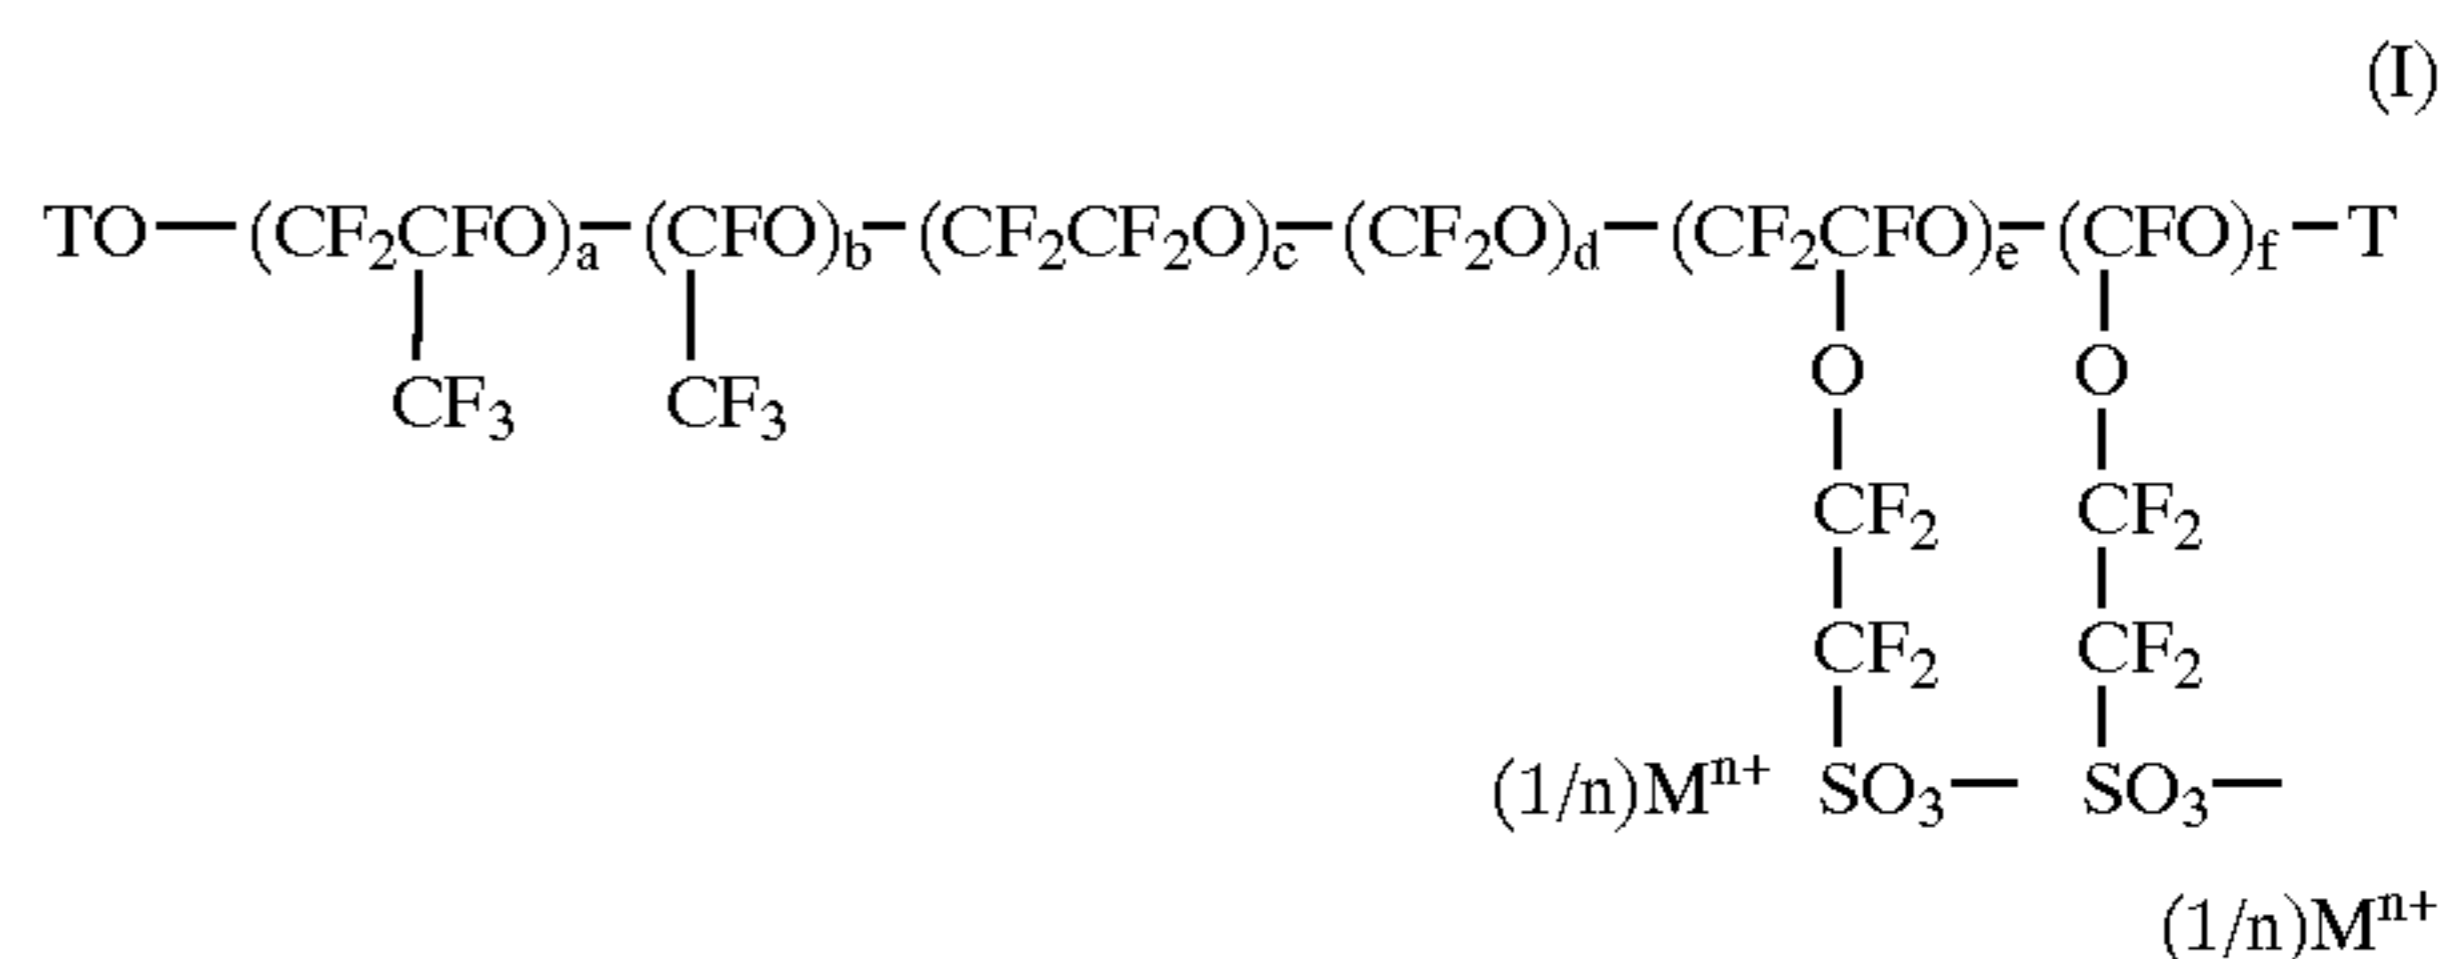 (I)
TO—(CF₂CFO)ₐ—(CFO)b—(CF₂CF₂O)c—(CF₂O)d—(CF₂CFO)ₑ—(CFO)f—T
O O
CF₃ CF₃
CF₂ CF₂
CF₂ CF₂
(1/n)Mⁿ⁺ SO₃— SO₃—
(1/n)Mⁿ⁺